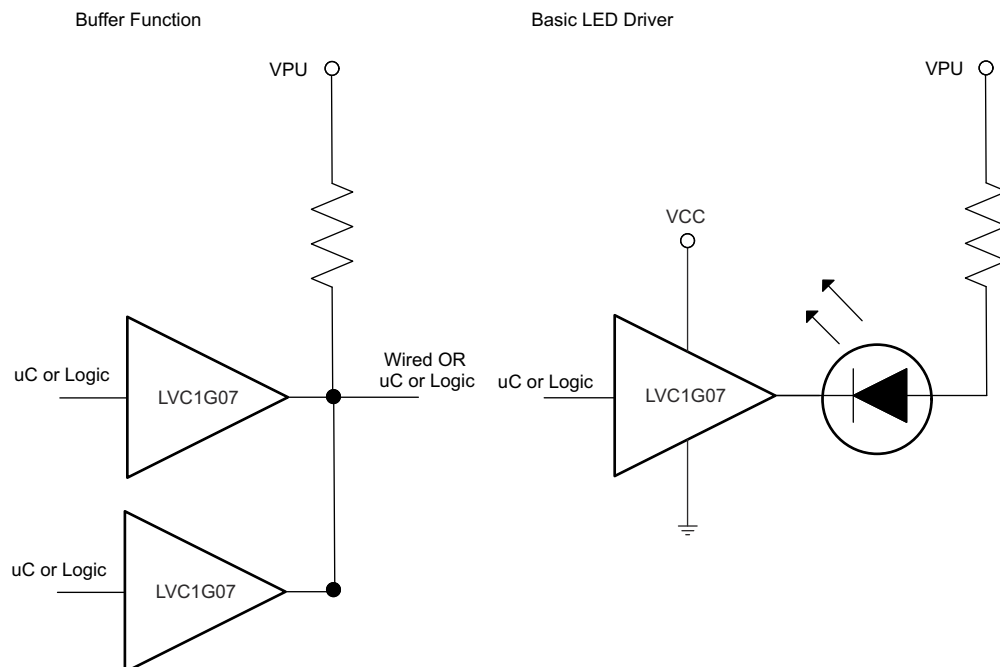 Buffer Function
Basic LED Driver
VPU
VPU
VCC
uC or Logic
LVC1G07
Wired OR
uC or Logic
uC or Logic
LVC1G07
uC or Logic
LVC1G07